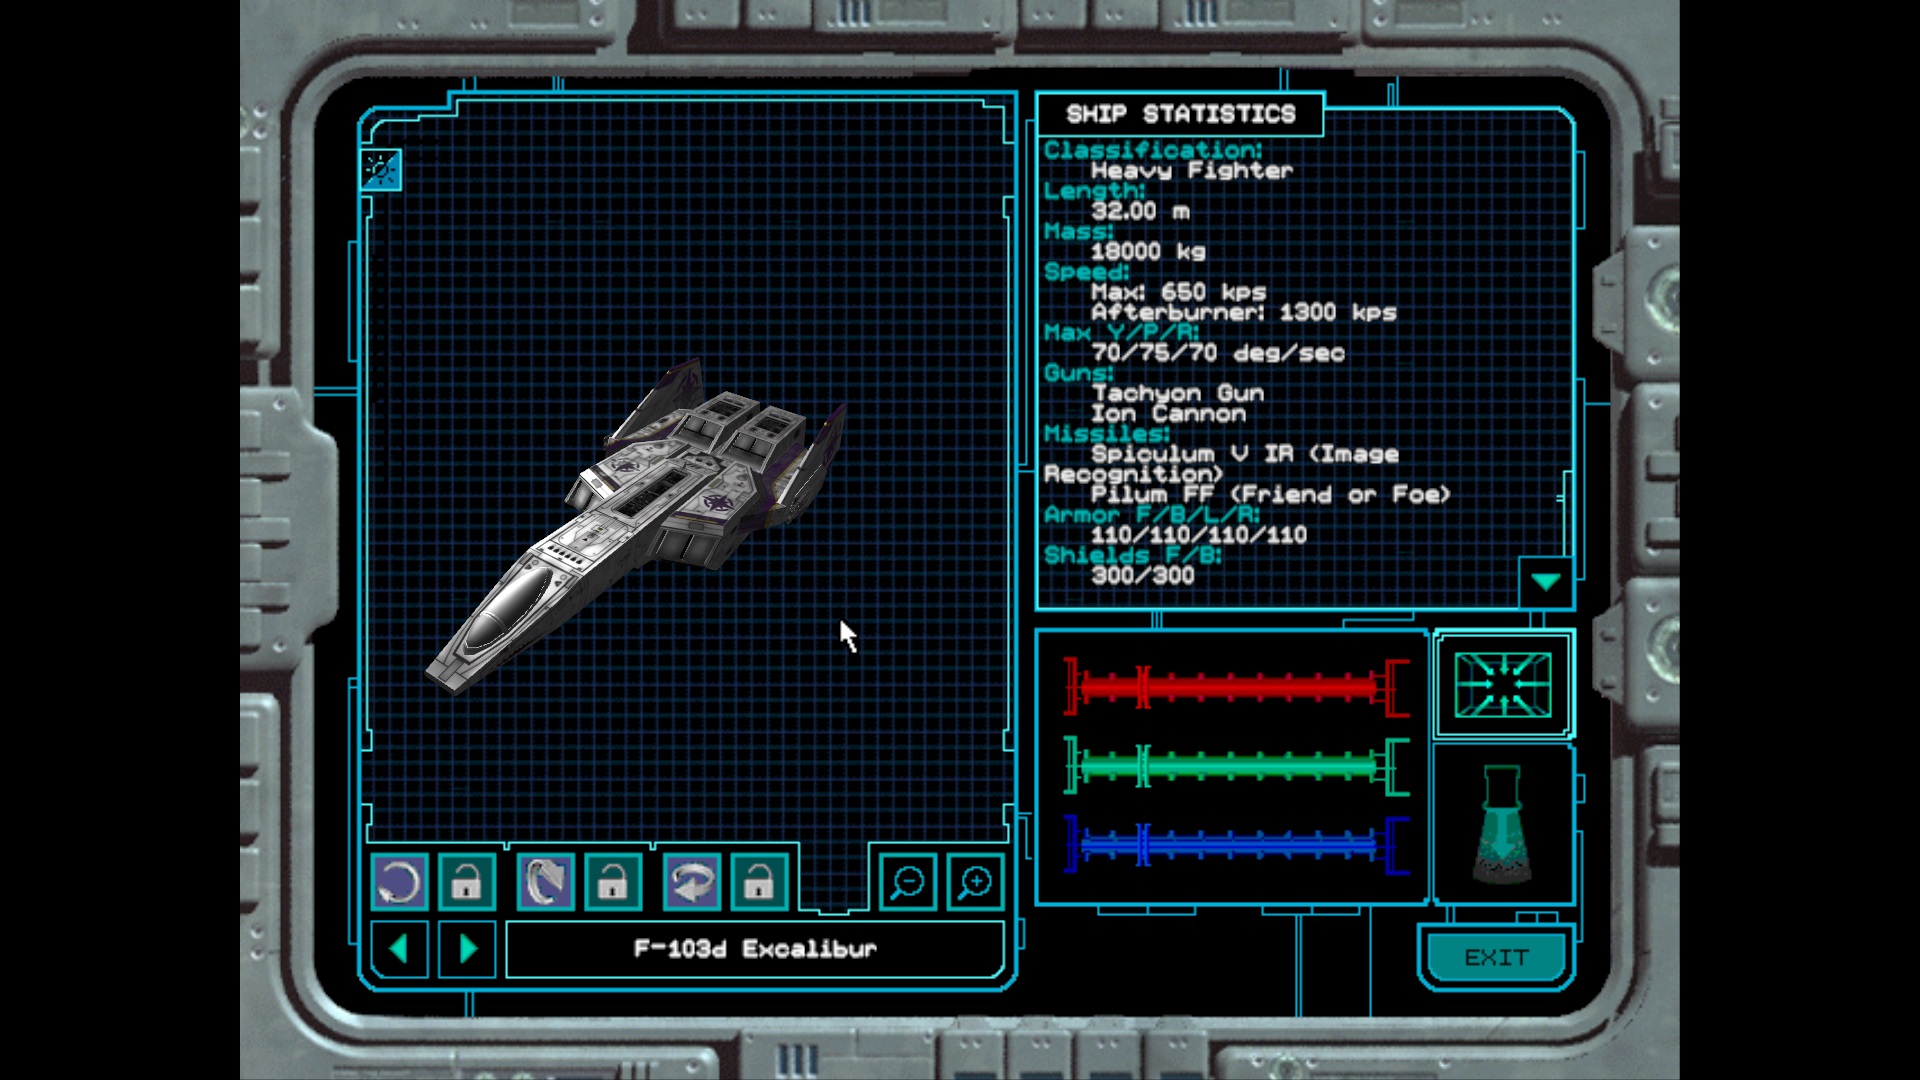 SHIP STATISTICS
Classification:
Heavy Fighter
Length:
32.00 m
Mass:
18000 kg
Speed:
Max: 650 kps
Afterburner: 1300 kps
Max Y/P/R:
70/75/70 deg/sec
Guns:
Tachyon Gun
Ion Cannon
Missiles:
Spiculum V IR (Image
Recognition)
Pilum FF (Friend or Foe)
Armor F/B/L/R:
110/110/110/110
Shields F/B:
300/300
F-103d Excalibur
EXIT